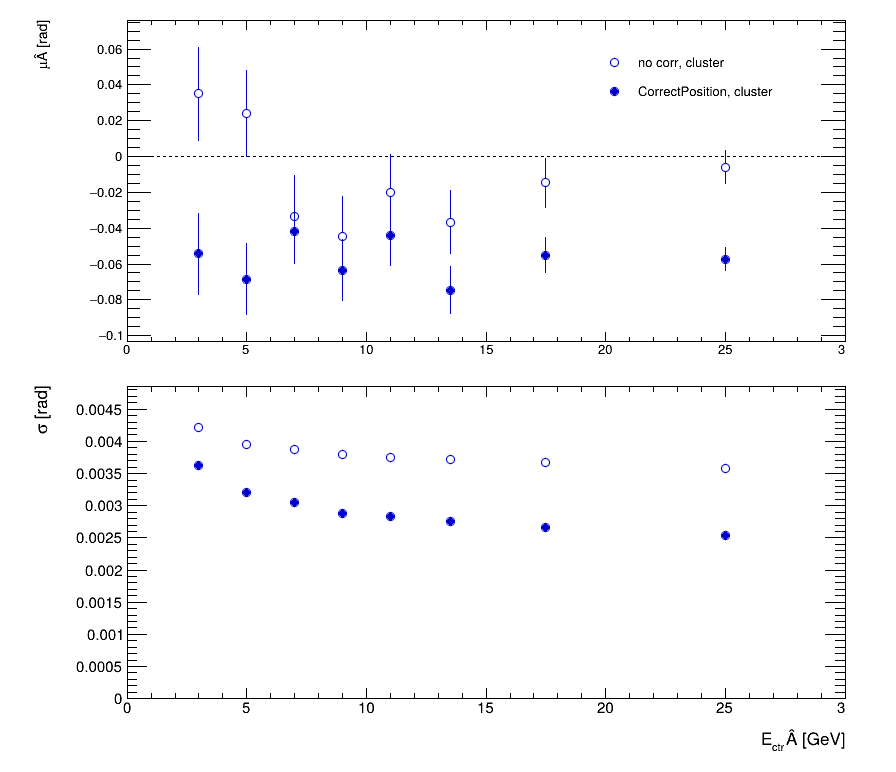 μÂ [rad]
0.06
0.04
0.02
0
−0.02
−0.04
−0.06
−0.08
−0.1
no corr, cluster
CorrectPosition, cluster
0 5 10 15 20 25 3
σ [rad]
0.0045
0.004
0.0035
0.003
0.0025
0.002
0.0015
0.001
0.0005
0
0 5 10 15 20 25 3
E_ctr Â [GeV]